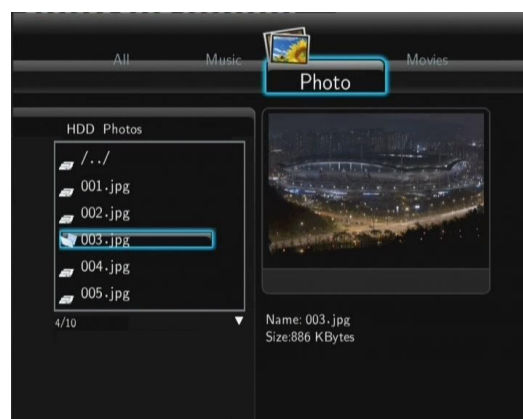 All Music Movies
Photo
HDD Photos
/../
001.jpg
002.jpg
003.jpg
004.jpg
005.jpg
4/10
Name: 003.jpg
Size:886 KBytes